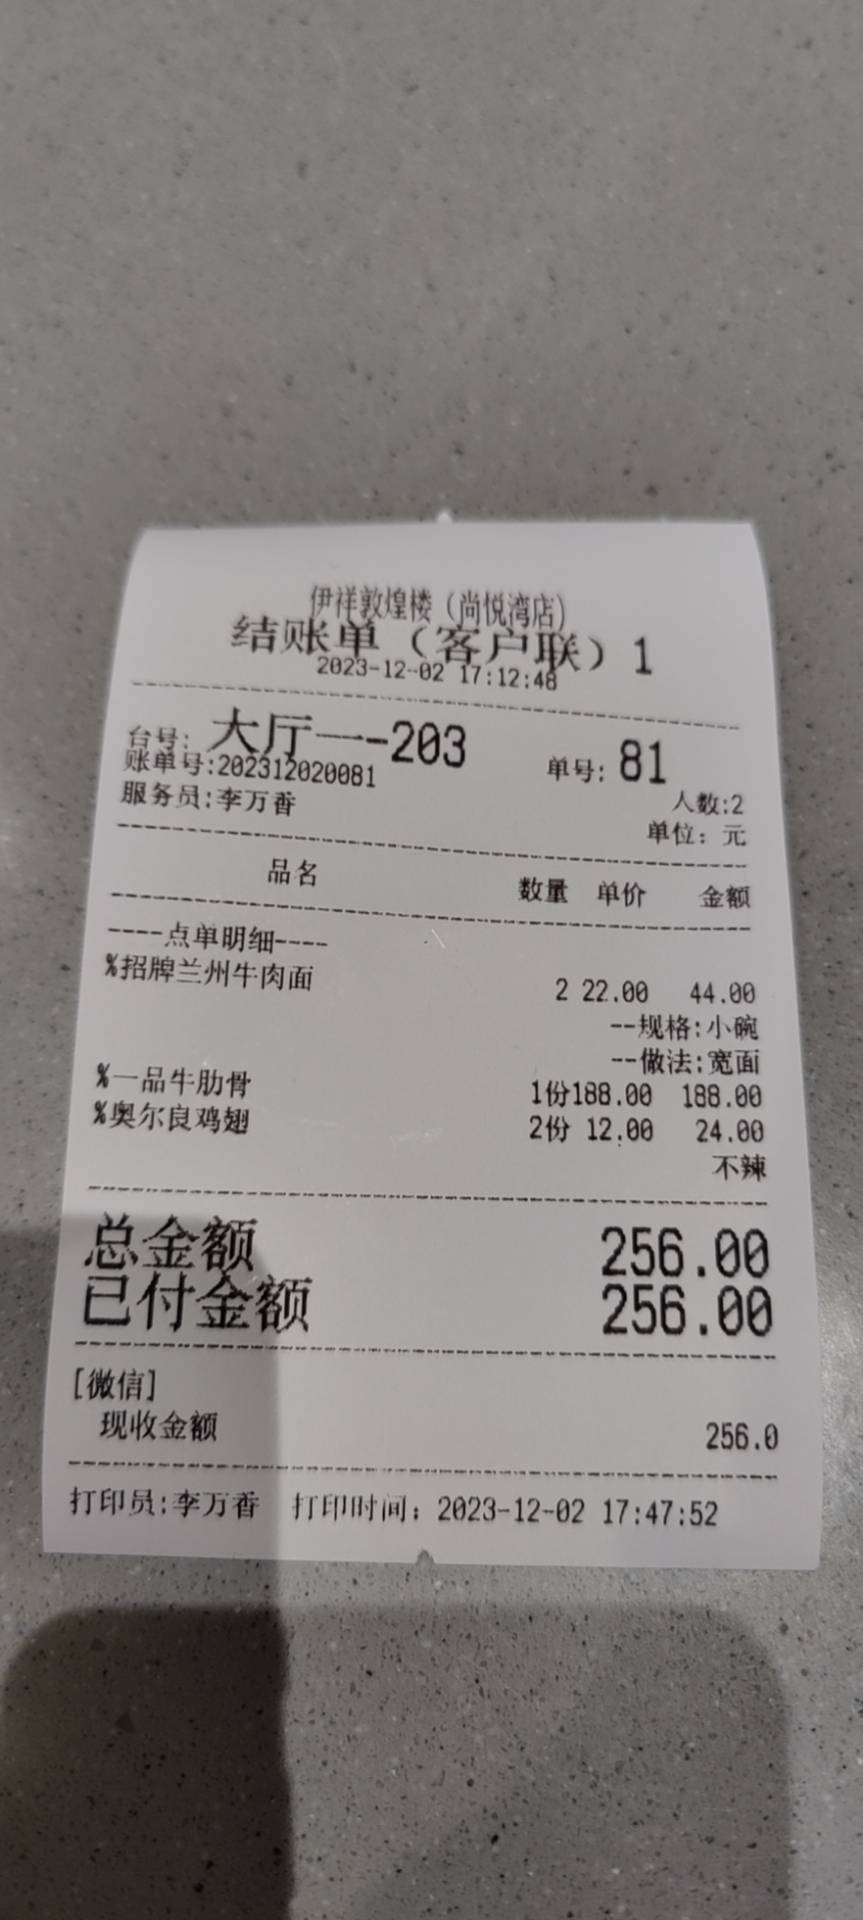 伊祥敦煌楼（尚悦湾店）
结账单（客户联）1
2023-12-02 17:12:48
台号: 大厅一-203 单号: 81
账单号:202312020081
服务员:李万香 人数:2
单位: 元
品名 数量 单价 金额
----点单明细----
%招牌兰州牛肉面 2 22.00 44.00
--规格:小碗
--做法:宽面
%一品牛肋骨 1份188.00 188.00
%奥尔良鸡翅 2份 12.00 24.00
不辣
总金额 256.00
已付金额 256.00
[微信]
现收金额 256.0
打印员:李万香 打印时间: 2023-12-02 17:47:52